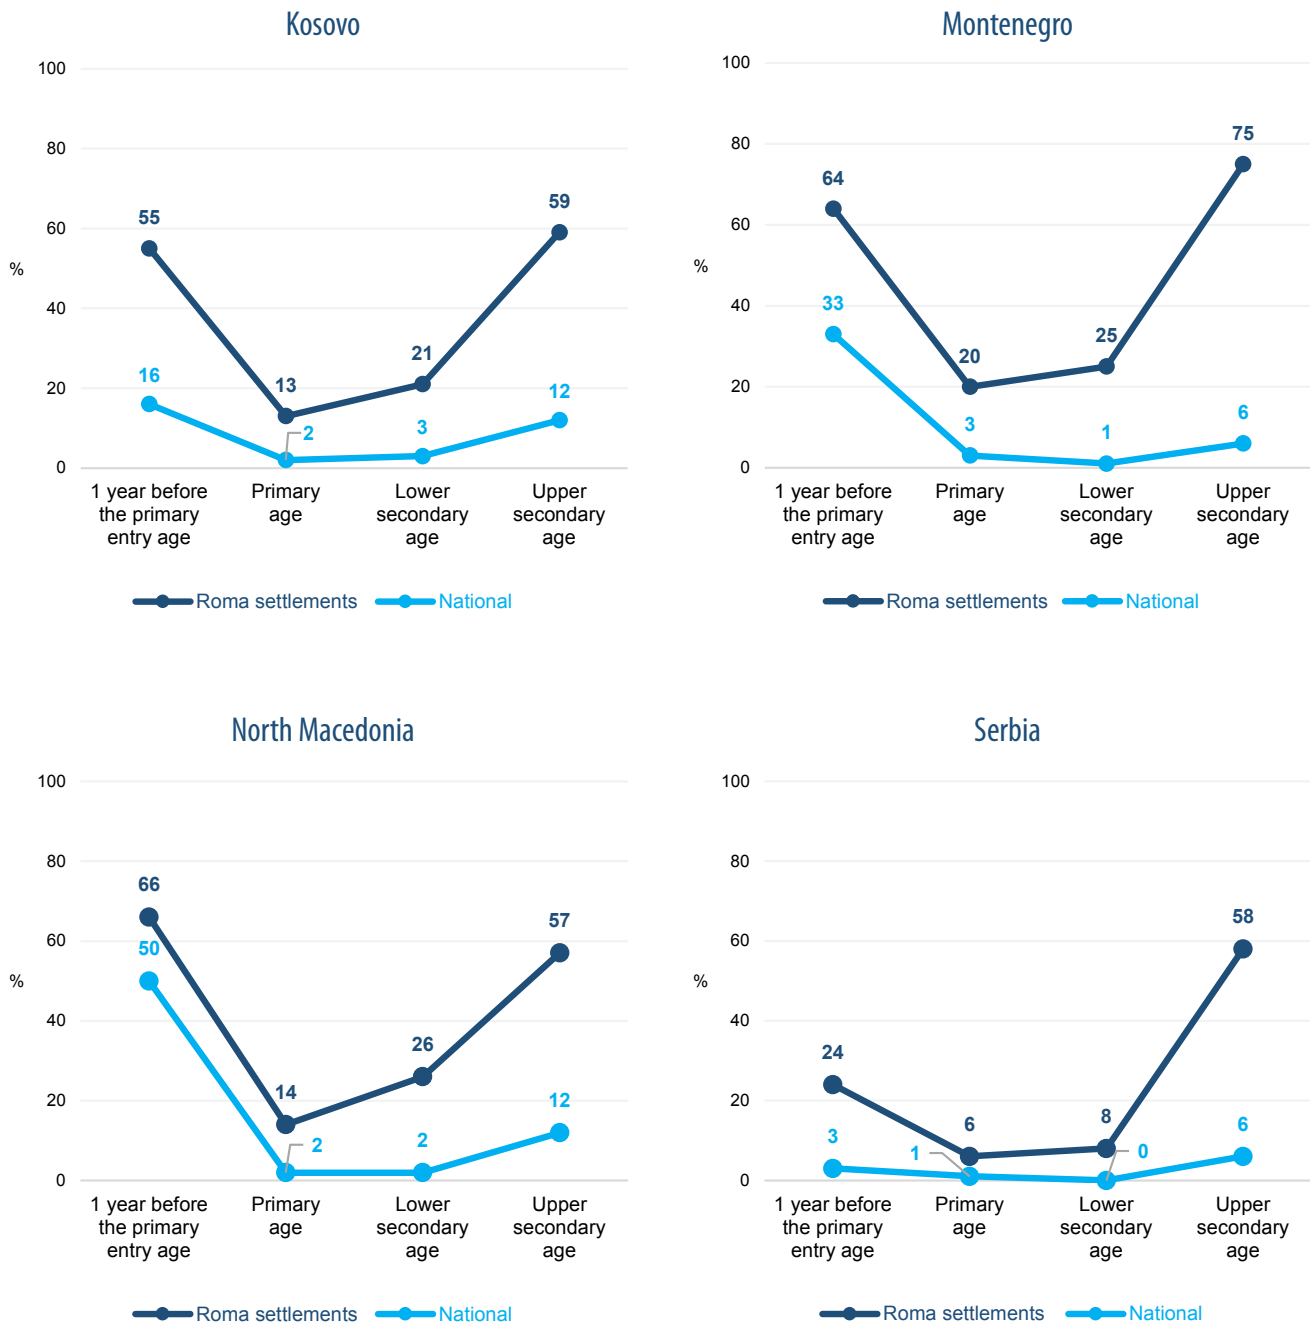 Kosovo
100
80
60
%
40
20
0
55
13
21
59
16
2
3
12
1 year before
the primary
entry age
Primary
age
Lower
secondary
age
Upper
secondary
age
Roma settlements
National
Montenegro
100
80
60
%
40
20
0
64
20
25
75
33
3
1
6
1 year before
the primary
entry age
Primary
age
Lower
secondary
age
Upper
secondary
age
Roma settlements
National
North Macedonia
100
80
60
%
40
20
0
66
14
26
57
50
2
2
12
1 year before
the primary
entry age
Primary
age
Lower
secondary
age
Upper
secondary
age
Roma settlements
National
Serbia
100
80
60
%
40
20
0
24
6
8
58
3
1
0
6
1 year before
the primary
entry age
Primary
age
Lower
secondary
age
Upper
secondary
age
Roma settlements
National